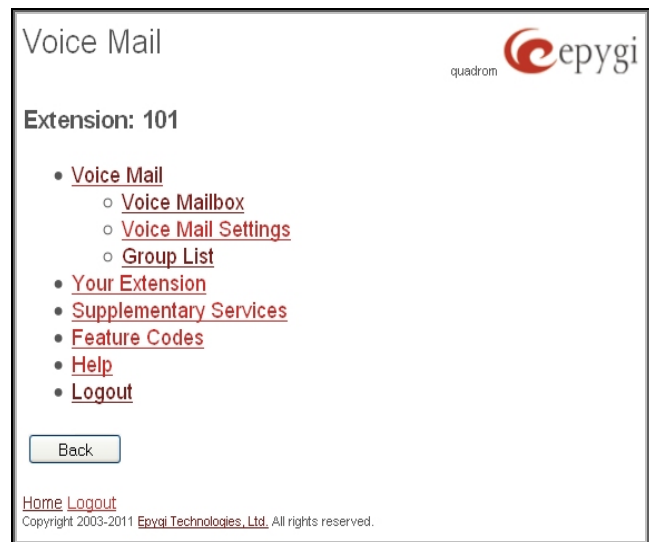 Voice Mail
quadrom epygi
Extension: 101
Voice Mail
Voice Mailbox
Voice Mail Settings
Group List
Your Extension
Supplementary Services
Feature Codes
Help
Logout
Back
Home Logout
Copyright 2003-2011 Epygi Technologies, Ltd. All rights reserved.